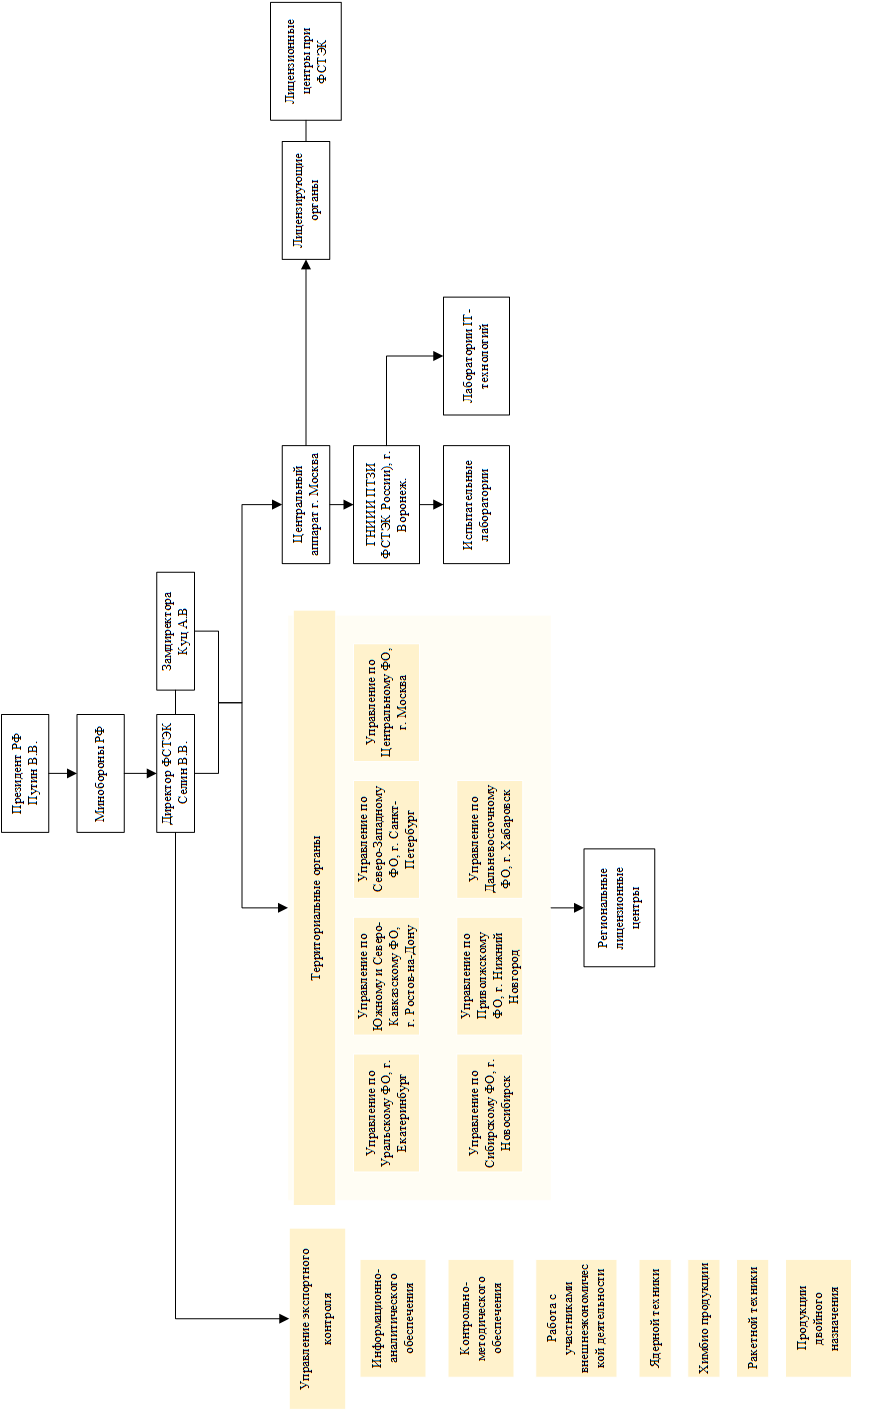 Президент РФ
Путин В.В.
Минобороны РФ
Директор ФСТЭК
Селин В.В.
Замдиректора
Куц А.В
Управление экспортного
контроля
Информационно-
аналитического
обеспечения
Контрольно-
методического
обеспечения
Работа с
участниками
внешнеэкономичес
кой деятельности
Ядерной техники
Химбио продукции
Ракетной техники
Продукции
двойного
назначения
Территориальные органы
Управление по
Уральскому ФО, г.
Екатеринбург
Управление по
Южному и Северо-
Кавказскому ФО,
г. Ростов-на-Дону
Управление по
Северо-Западному
ФО, г. Санкт-
Петербург
Управление по
Центральному ФО,
г. Москва
Управление по
Сибирскому ФО, г.
Новосибирск
Управление по
Приволжскому
ФО, г. Нижний
Новгород
Управление по
Дальневосточному
ФО, г. Хабаровск
Региональные
лицензионные
центры
Центральный
аппарат г. Москва
ГНИИИ ПТЗИ
ФСТЭК России), г.
Воронеж.
Испытательные
лаборатории
Лаборатории IT-
технологий
Лицензирующие
органы
Лицензионные
центры при
ФСТЭК